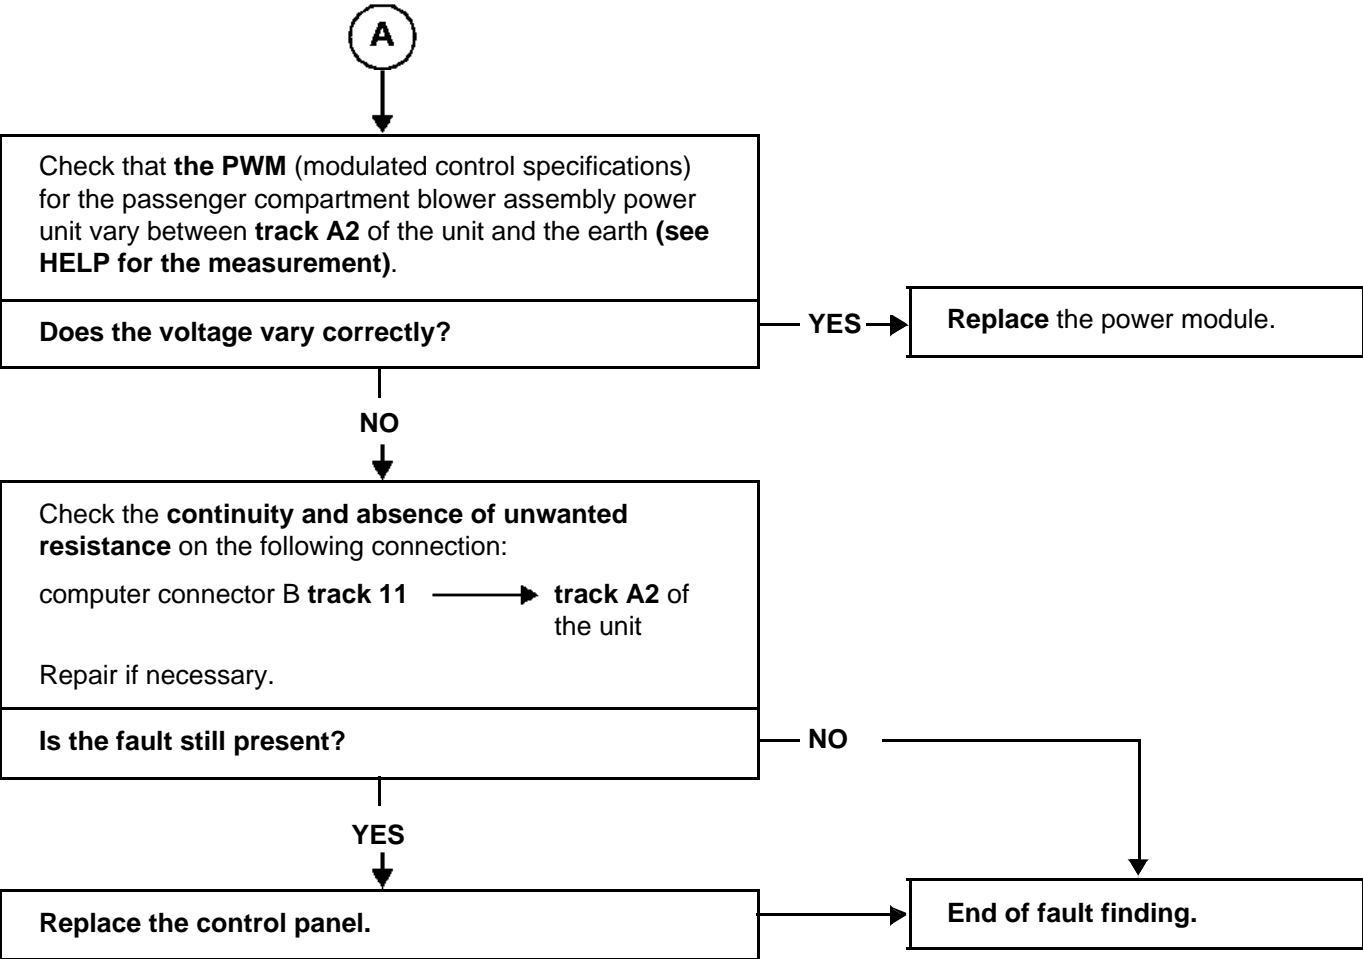 A
Check that the PWM (modulated control specifications)
for the passenger compartment blower assembly power
unit vary between track A2 of the unit and the earth (see
HELP for the measurement).
Does the voltage vary correctly?
YES
Replace the power module.
NO
Check the continuity and absence of unwanted
resistance on the following connection:
computer connector B track 11
track A2 of
the unit
Repair if necessary.
Is the fault still present?
NO
YES
Replace the control panel.
End of fault finding.